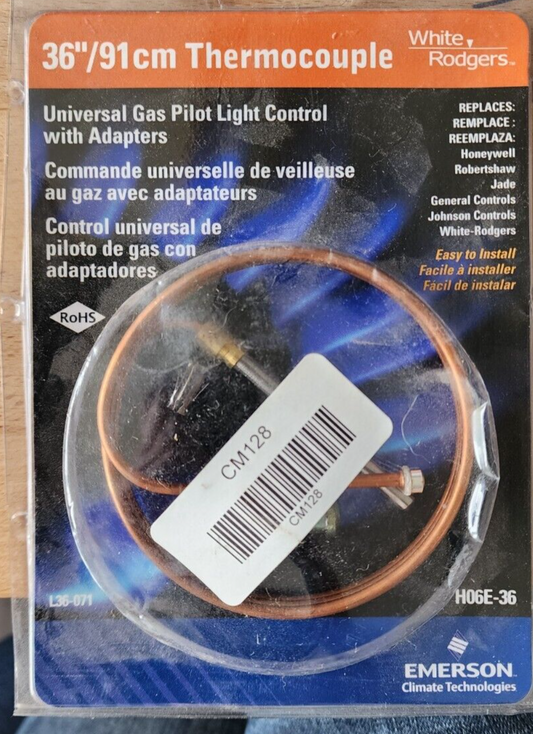 36"/91cm Thermocouple
White
Rodgers™
Universal Gas Pilot Light Control
with Adapters
Commande universelle de veilleuse
au gaz avec adaptateurs
Control universal de
piloto de gas con
adaptadores
REPLACES:
REMPLACE :
REEMPLAZA:
Honeywell
Robertshaw
Jade
General Controls
Johnson Controls
White-Rodgers
Easy to Install
Facile à installer
Fácil de instalar
RoHS
CM128
CM128
L36-071
H06E-36
EMERSON™
Climate Technologies